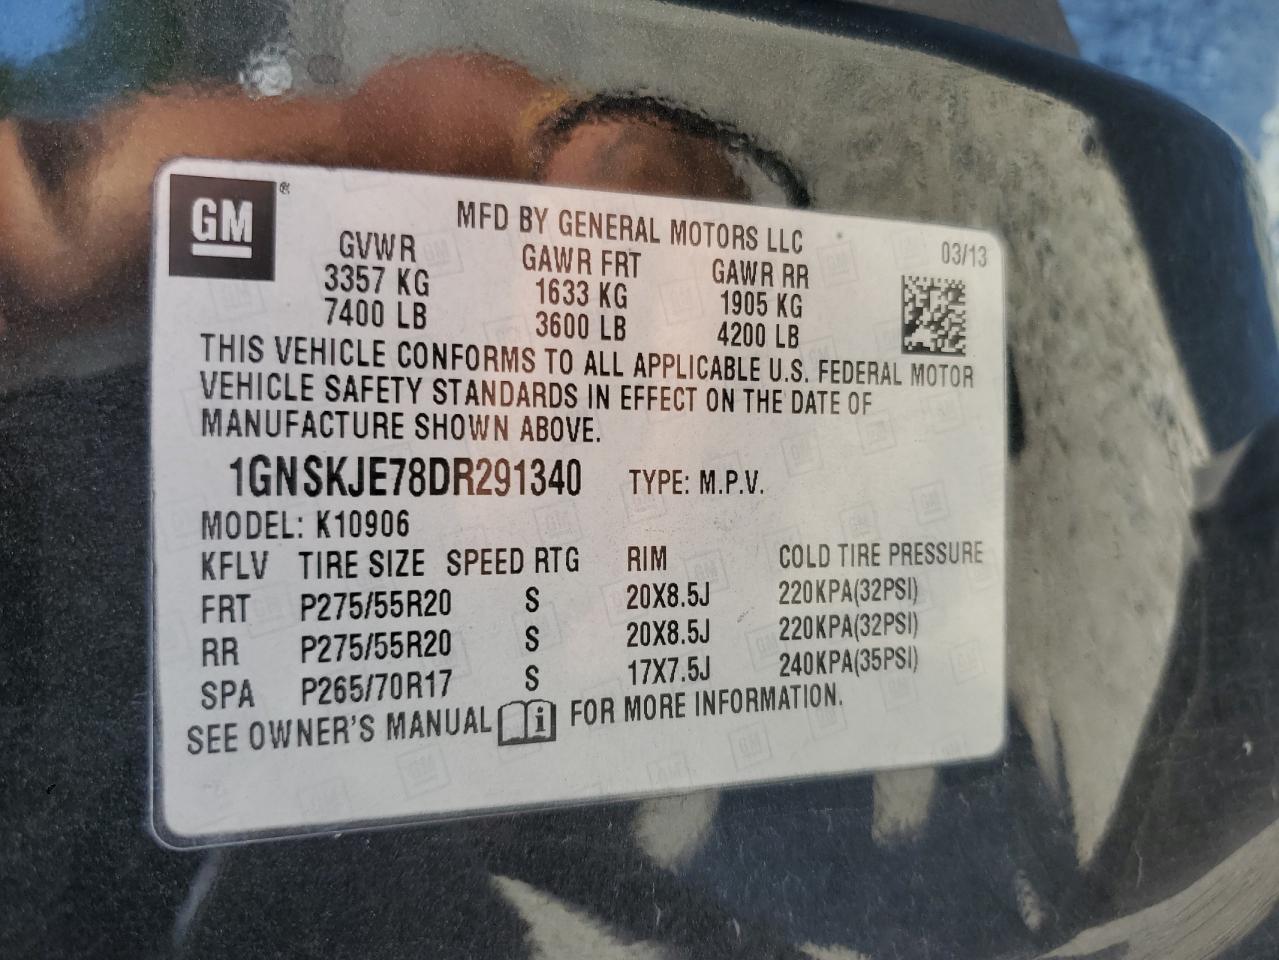 GM®
MFD BY GENERAL MOTORS LLC
03/13
GVWR GAWR FRT GAWR RR
3357 KG 1633 KG 1905 KG
7400 LB 3600 LB 4200 LB
THIS VEHICLE CONFORMS TO ALL APPLICABLE U.S. FEDERAL MOTOR
VEHICLE SAFETY STANDARDS IN EFFECT ON THE DATE OF
MANUFACTURE SHOWN ABOVE.
1GNSKJE78DR291340 TYPE: M.P.V.
MODEL: K10906
KFLV TIRE SIZE SPEED RTG RIM COLD TIRE PRESSURE
FRT P275/55R20 S 20X8.5J 220KPA(32PSI)
RR P275/55R20 S 20X8.5J 220KPA(32PSI)
SPA P265/70R17 S 17X7.5J 240KPA(35PSI)
SEE OWNER'S MANUAL i FOR MORE INFORMATION.